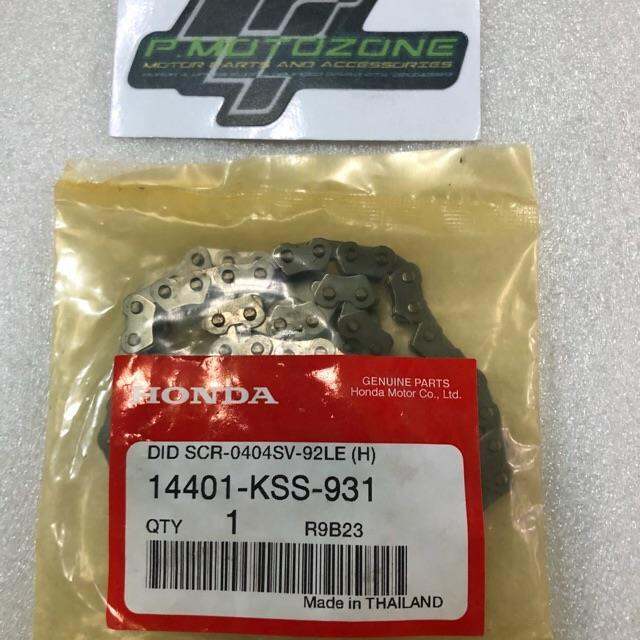 P MOTOZONE
MOTOR PARTS AND ACCESSORIES
HONDA
GENUINE PARTS
Honda Motor Co., Ltd.
DID SCR-0404SV-92LE (H)
14401-KSS-931
QTY 1 R9B23
Made in THAILAND